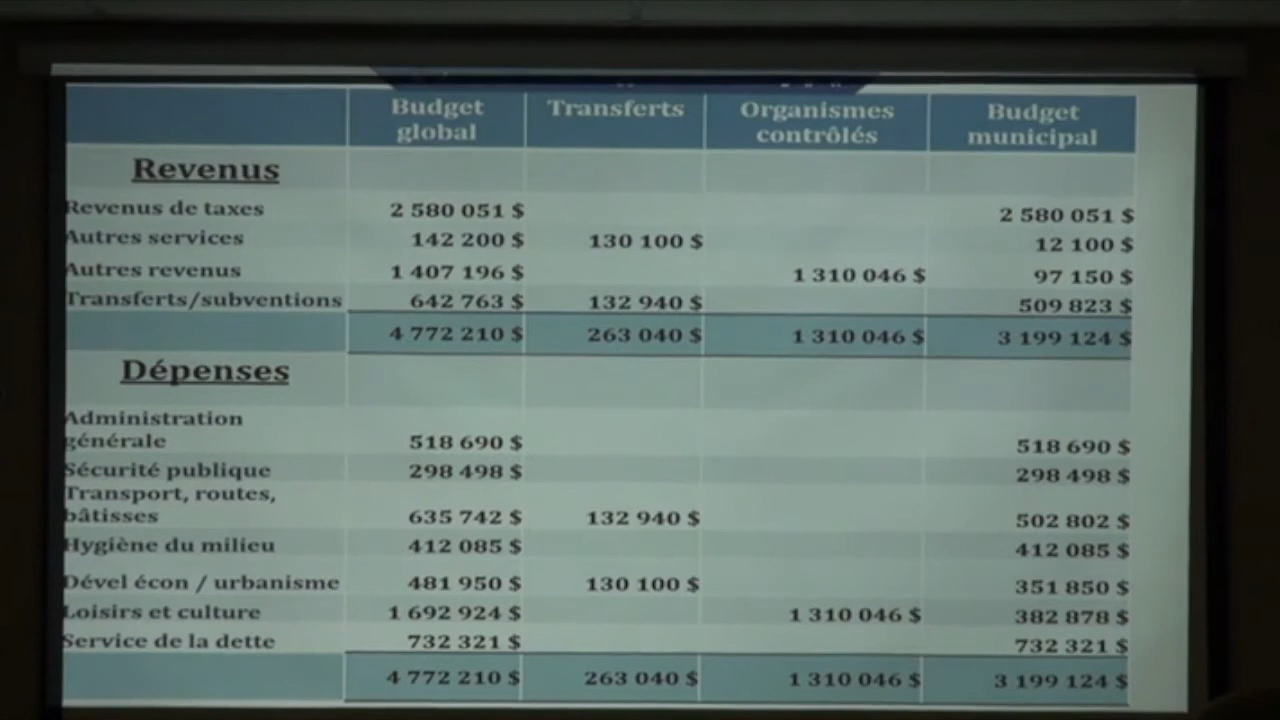 Budget global Transferts Organismes contrôlés Budget municipal
Revenus
Revenus de taxes 2 580 051 $ 2 580 051 $
Autres services 142 200 $ 130 100 $ 12 100 $
Autres revenus 1 407 196 $ 1 310 046 $ 97 150 $
Transferts/subventions 642 763 $ 132 940 $ 509 823 $
4 772 210 $ 263 040 $ 1 310 046 $ 3 199 124 $
Dépenses
Administration
générale 518 690 $ 518 690 $
Sécurité publique 298 498 $ 298 498 $
Transport, routes,
bâtisses 635 742 $ 132 940 $ 502 802 $
Hygiène du milieu 412 085 $ 412 085 $
Dével écon / urbanisme 481 950 $ 130 100 $ 351 850 $
Loisirs et culture 1 692 924 $ 1 310 046 $ 382 878 $
Service de la dette 732 321 $ 732 321 $
4 772 210 $ 263 040 $ 1 310 046 $ 3 199 124 $